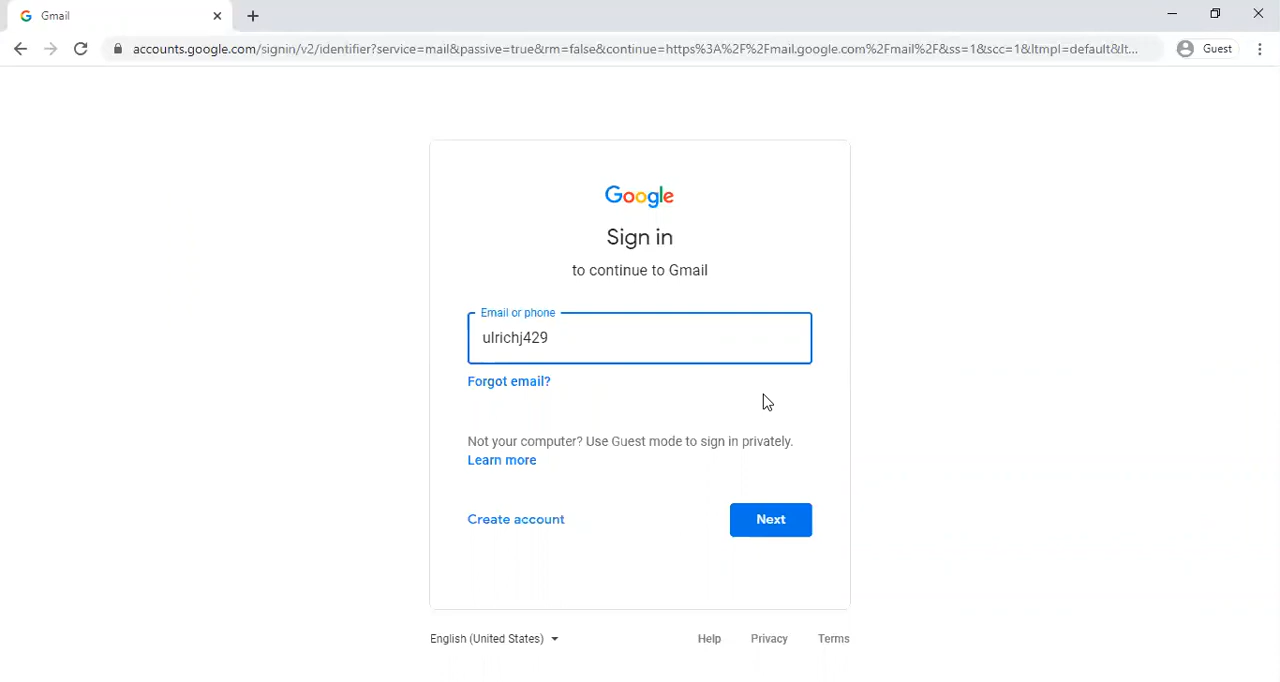 Gmail
accounts.google.com/signin/v2/identifier?service=mail&passive=true&rm=false&continue=https%3A%2F%2Fmail.google.com%2Fmail%2F&ss=1&scc=1&ltmpl=default&lt...
Guest
Google
Sign in
to continue to Gmail
Email or phone
ulrichj429
Forgot email?
Not your computer? Use Guest mode to sign in privately.
Learn more
Create account
Next
English (United States)
Help
Privacy
Terms